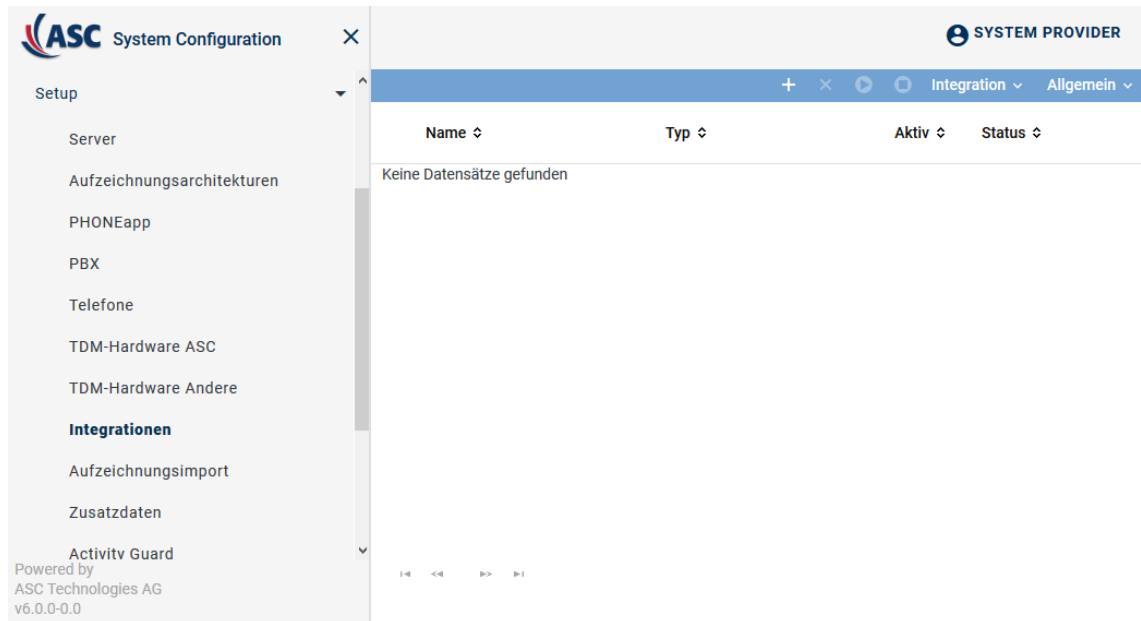 ASC System Configuration
SYSTEM PROVIDER
Setup
Integration
Allgemein
Name
Typ
Aktiv
Status
Keine Datensätze gefunden
Server
Aufzeichnungsarchitekturen
PHONEapp
PBX
Telefone
TDM-Hardware ASC
TDM-Hardware Andere
Integrationen
Aufzeichnungsimport
Zusatzdaten
Activity Guard
Powered by
ASC Technologies AG
v6.0.0-0.0